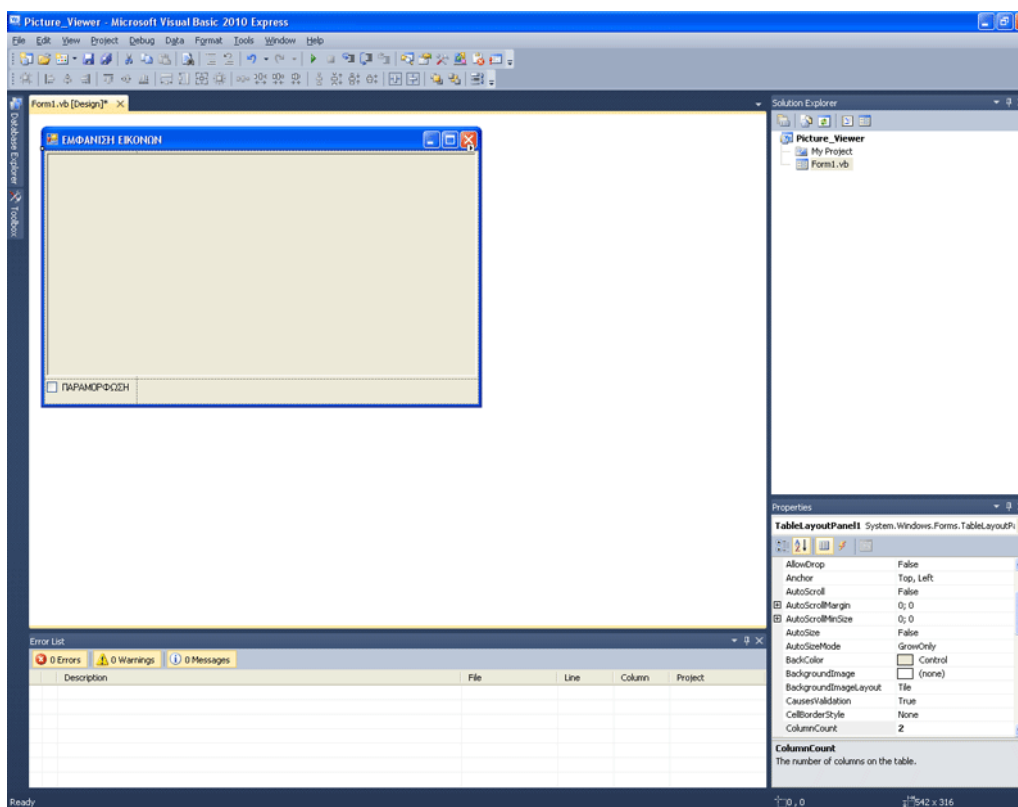 Picture_Viewer - Microsoft Visual Basic 2010 Express
File Edit View Project Debug Data Format Tools Window Help
Form1.vb [Design]*
Database Explorer
Toolbox
ΕΜΦΑΝΙΣΗ ΕΙΚΟΝΩΝ
ΠΑΡΑΜΟΡΦΩΣΗ
Solution Explorer
Picture_Viewer
My Project
Form1.vb
Properties
TableLayoutPanel1 System.Windows.Forms.TableLayoutP
AllowDrop False
Anchor Top, Left
AutoScroll False
AutoScrollMargin 0; 0
AutoScrollMinSize 0; 0
AutoSize False
AutoSizeMode GrowOnly
BackColor Control
BackgroundImage (none)
BackgroundImageLayout Tile
CausesValidation True
CellBorderStyle None
ColumnCount 2
ColumnCount
The number of columns on the table.
Error List
0 Errors 0 Warnings 0 Messages
Description File Line Column Project
Ready 0 , 0 542 x 316